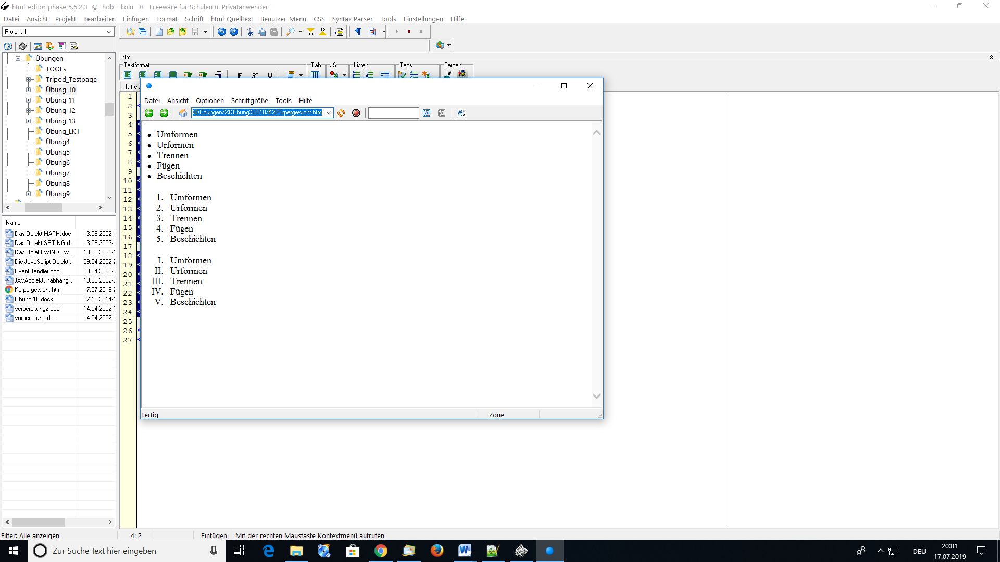 html-editor phase 5.6.2.3 © hdb - köln ¤ Freeware für Schulen u. Privatanwender
Datei Ansicht Projekt Bearbeiten Einfügen Format Schrift html-Quelltext Benutzer-Menü CSS Syntax Parser Tools Einstellungen Hilfe
Projekt 1
html
Textformat Tab JS Listen Tags Farben
F K U
1: freit
Übungen
TOOLs
Tripod_Testpage
Übung 10
Übung 11
Übung 12
Übung 13
Übung_LK1
Übung4
Übung5
Übung6
Übung7
Übung8
Übung9
Name
Das Objekt MATH.doc 13.08.2002-1
Das Objekt SRTING.d... 13.08.2002-1
Das Objekt WINDOW... 13.08.2002-1
Die JavaScript Objekt... 09.04.2002-2
EventHandler.doc 09.04.2002-2
JAVAobjektunabhängi... 13.08.2002-0
Körpergewicht.html 17.07.2019-2
Übung 10.docx 27.10.2014-1
verbereitung2.doc 14.04.2002-1
vorbereitung.doc 14.04.2002-1
1
2
3
4
5
6
7
8
9
10
11
12
13
14
15
16
17
18
19
20
21
22
23
24
25
26
27
Datei Ansicht Optionen Schriftgröße Tools Hilfe
%DCbungen/%DCbung%2010/K%F6rpergewicht.htm
W3C
• Umformen
• Urformen
• Trennen
• Fügen
• Beschichten
1. Umformen
2. Urformen
3. Trennen
4. Fügen
5. Beschichten
I. Umformen
II. Urformen
III. Trennen
IV. Fügen
V. Beschichten
Fertig Zone
Filter: Alle anzeigen 4: 2 Einfügen Mit der rechten Maustaste Kontextmenü aufrufen
Zur Suche Text hier eingeben
DEU
20:01
17.07.2019